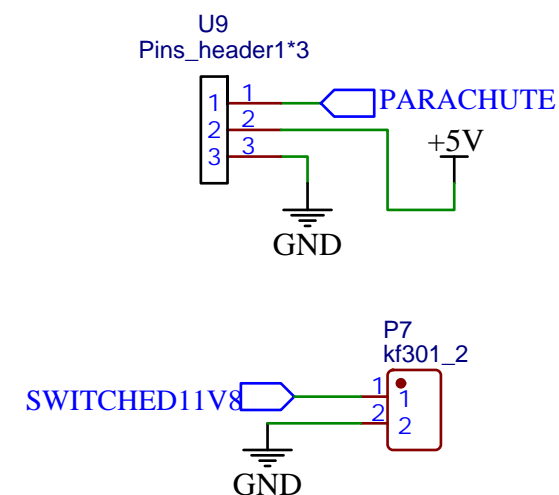 U9
Pins_header1*3
1 1 PARACHUTE
2 2 +5V
3 3
GND
P7
kf301_2
SWITCHED11V8 1 1
2 2
GND